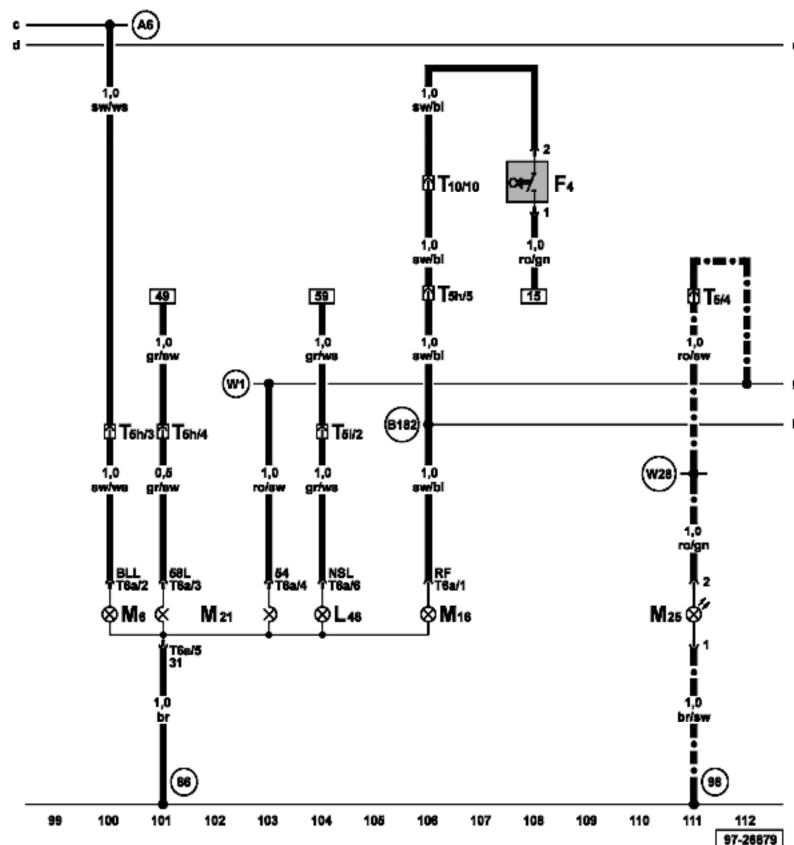 c
A6
d
1,0
sw/ws
1,0
sw/bl
2
T10/10
F4
1
1,0
sw/bl
1,0
ro/gn
49
59
T5h/5
15
T5/4
1,0
gr/sw
1,0
gr/ws
1,0
sw/bl
1,0
ro/sw
W1
T5h/3
T5h/4
T5i/2
B182
1,0
sw/ws
0,5
gr/sw
1,0
ro/sw
1,0
gr/ws
1,0
sw/bl
W28
1,0
ro/gn
BLL
T6a/2
58L
T6a/3
54
T6a/4
NSL
T6a/6
RF
T6a/1
2
M6
M21
L46
M16
M25
T6a/5
31
1
1,0
br
1,0
br/sw
86
98
99 100 101 102 103 104 105 106 107 108 109 110 111 112
97-26879